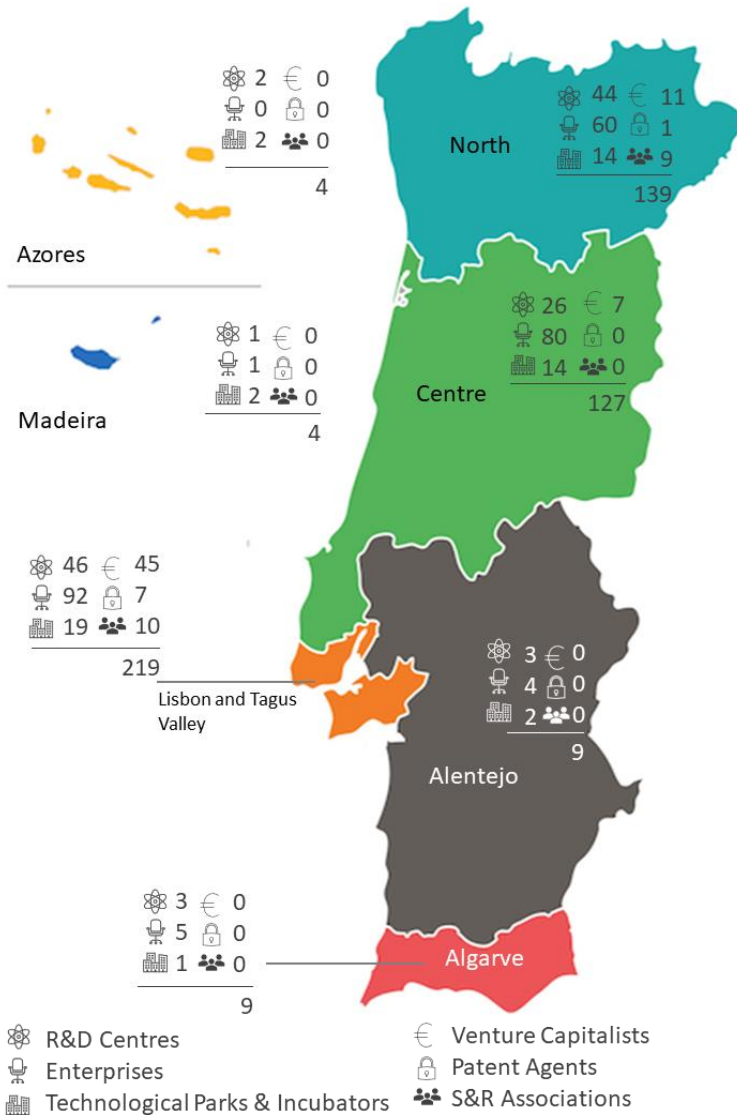 2 0
0 0
2 0
4
Azores
44 11
60 1
14 9
139
North
1 0
1 0
2 0
4
Madeira
26 7
80 0
14 0
127
Centre
46 45
92 7
19 10
219
Lisbon and Tagus
Valley
3 0
4 0
2 0
9
Alentejo
3 0
5 0
1 0
9
Algarve
R&D Centres
Enterprises
Technological Parks & Incubators
€ Venture Capitalists
Patent Agents
S&R Associations